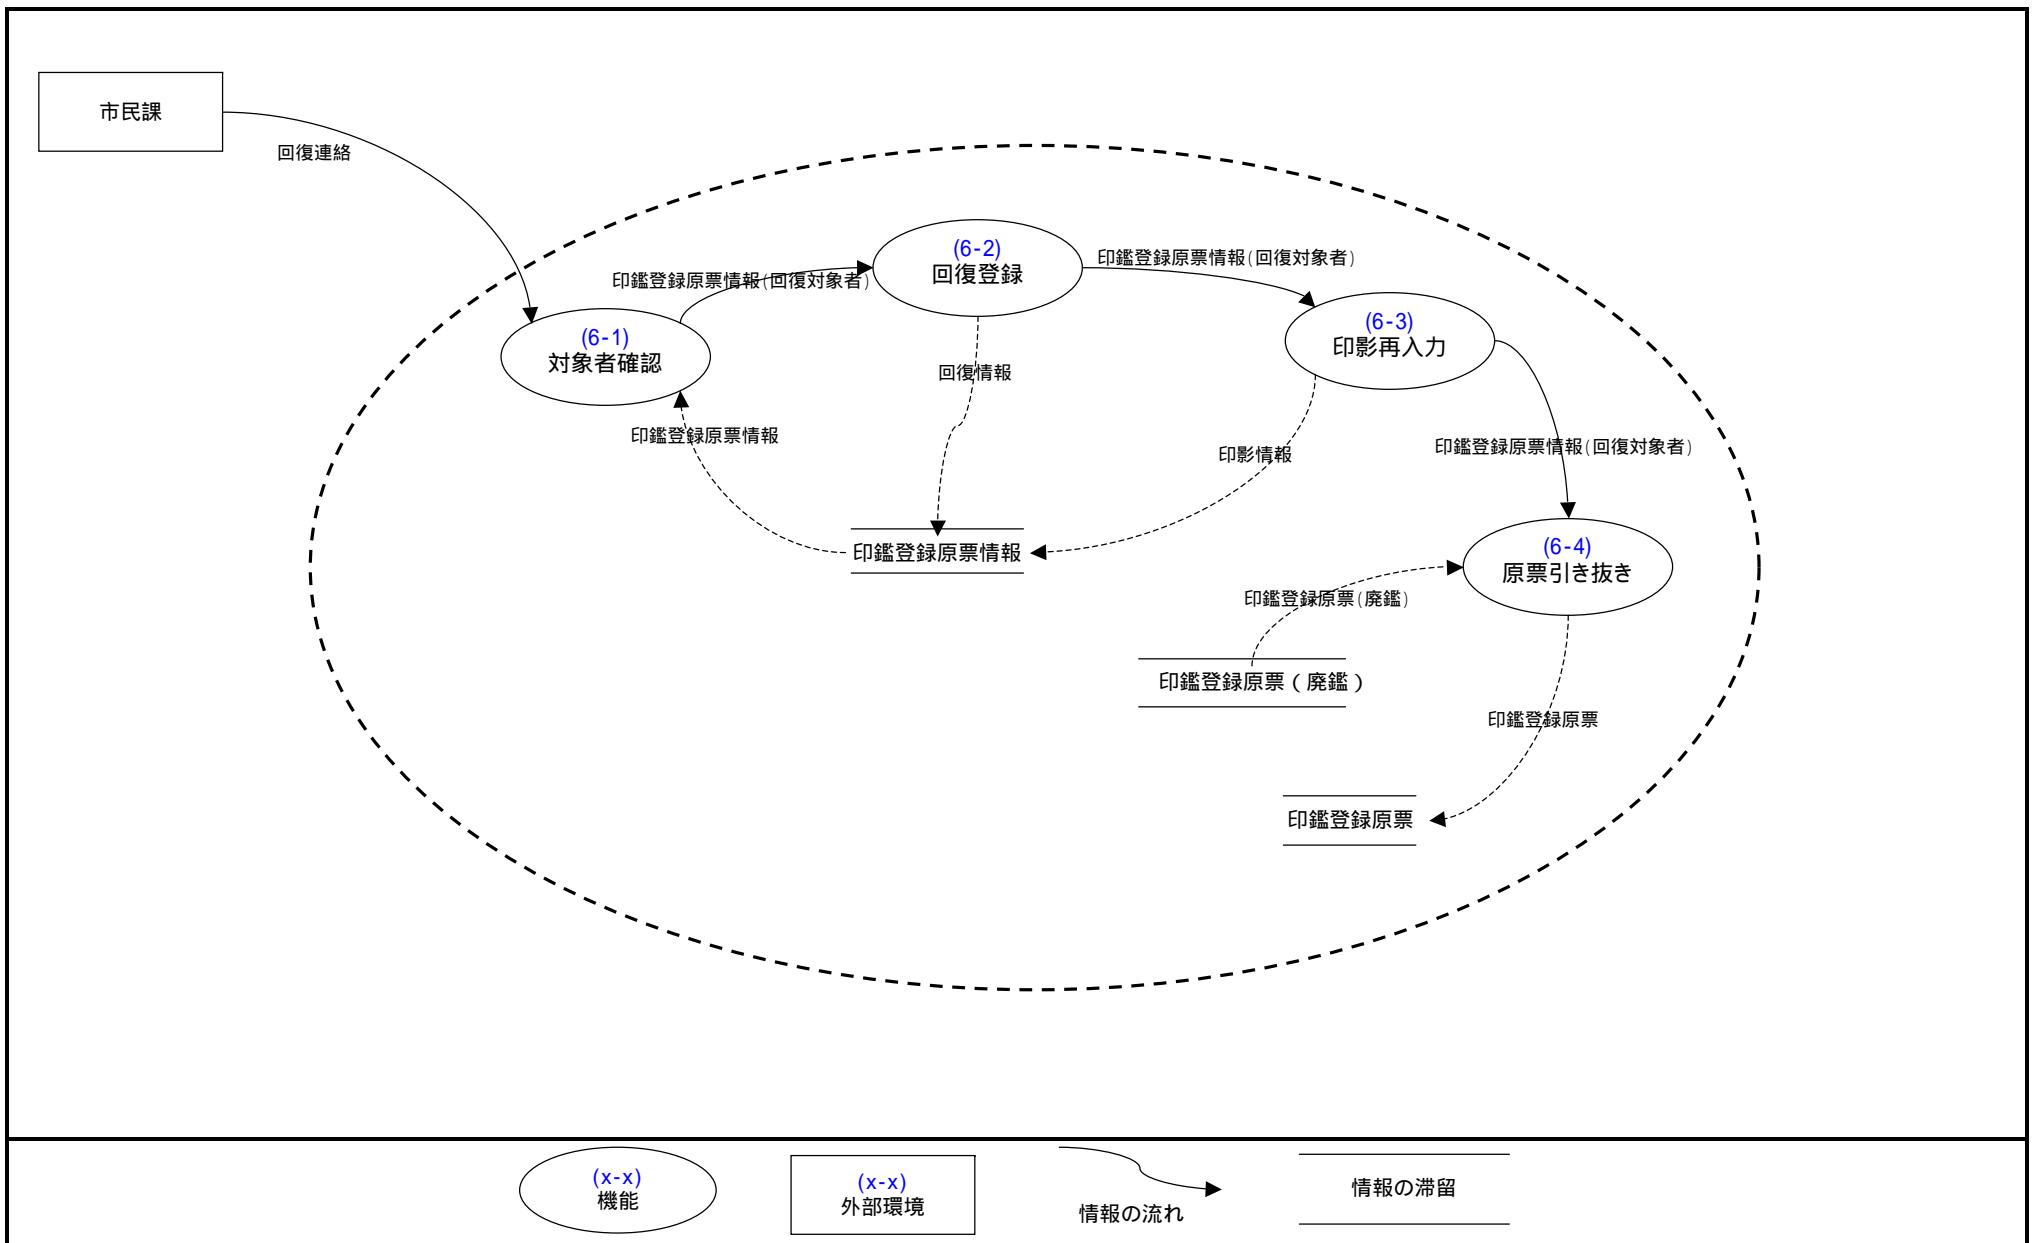 市民課
回復連絡
(6-2)
回復登録
印鑑登録原票情報(回復対象者)
印鑑登録原票情報(回復対象者)
(6-1)
対象者確認
(6-3)
印影再入力
回復情報
印鑑登録原票情報
印影情報
印鑑登録原票情報(回復対象者)
印鑑登録原票情報
(6-4)
原票引き抜き
印鑑登録原票(廃鑑)
印鑑登録原票(廃鑑)
印鑑登録原票
印鑑登録原票
(x-x)
機能
(x-x)
外部環境
情報の流れ
情報の滞留